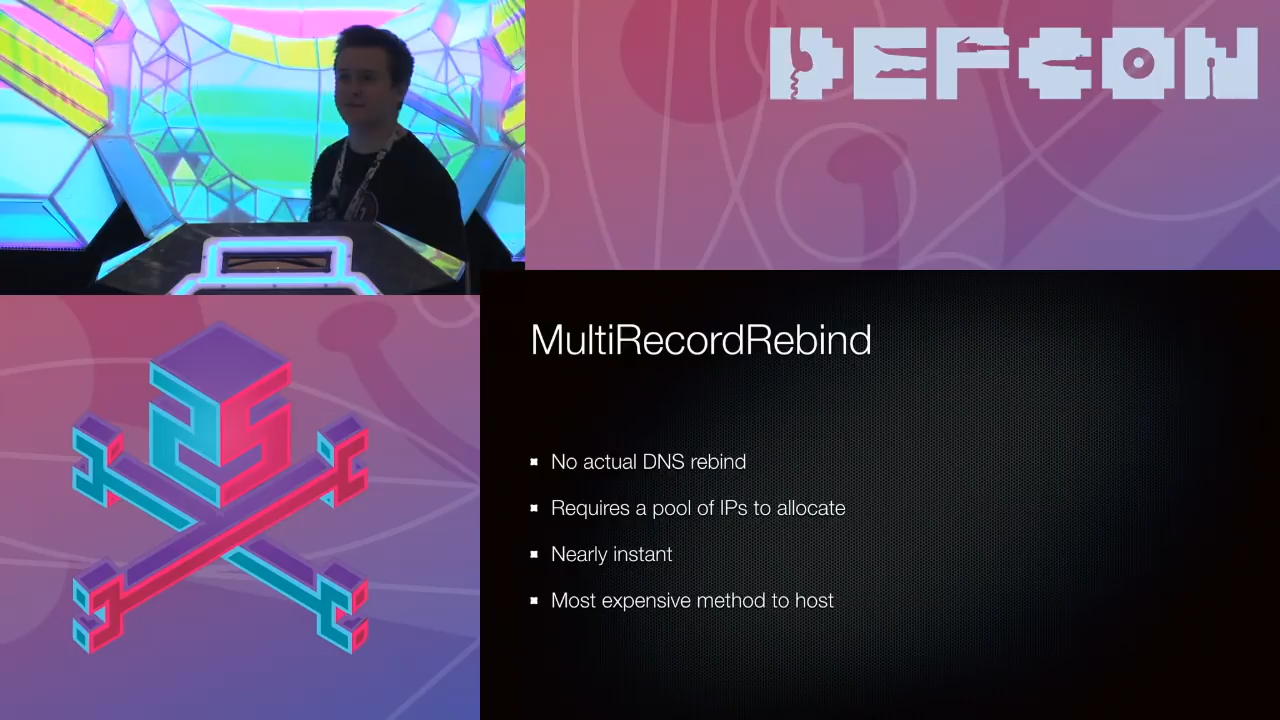 DEFCON
MultiRecordRebind
No actual DNS rebind
Requires a pool of IPs to allocate
Nearly instant
Most expensive method to host